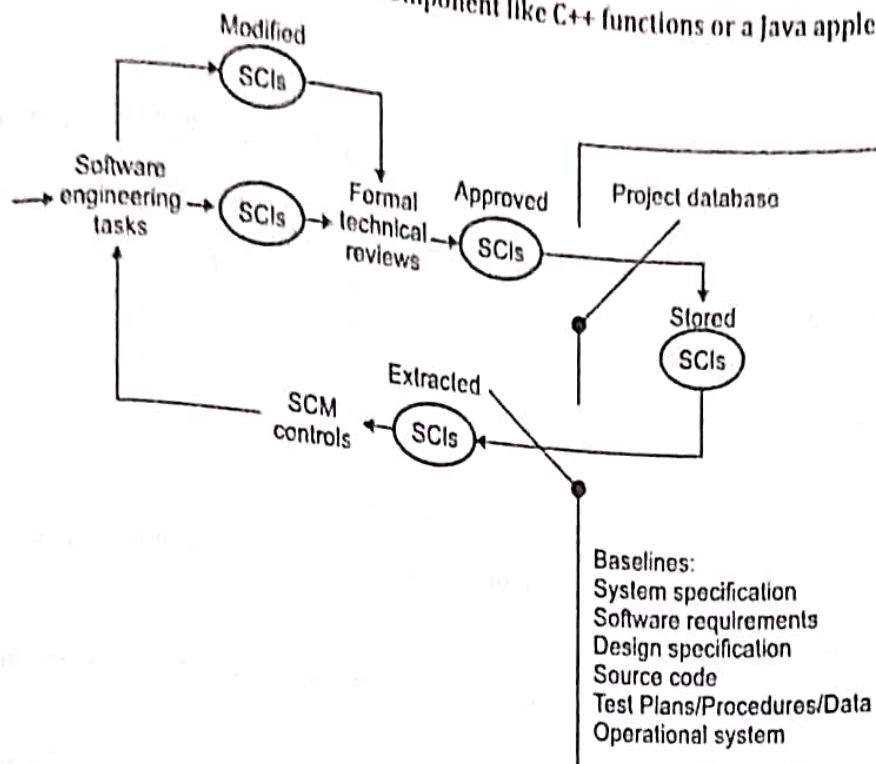 like C++ functions or a Java
Modified
SCIs
Software
engineering
tasks
SCIs
Formal
technical
reviews
Approved
SCIs
Project database
Stored
SCIs
Extracted
SCIs
SCM
controls
Baselines:
System specification
Software requirements
Design specification
Source code
Test Plans/Procedures/Data
Operational system